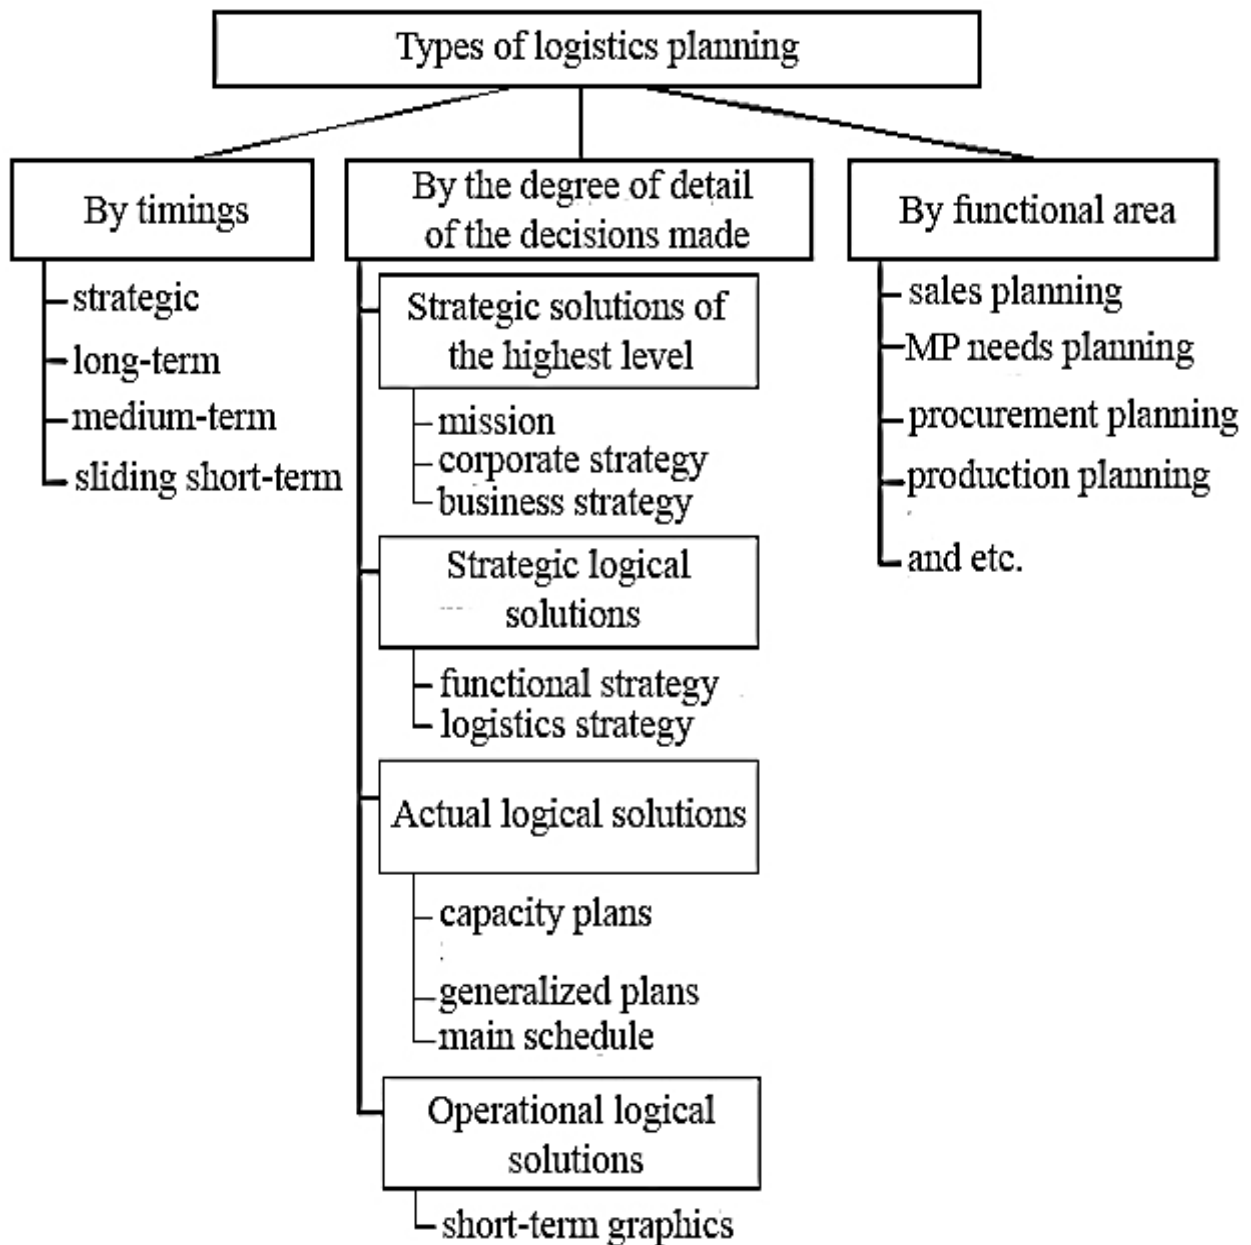 Types of logistics planning
By timings
strategic
long-term
medium-term
sliding short-term
By the degree of detail
of the decisions made
Strategic solutions of
the highest level
mission
corporate strategy
business strategy
Strategic logical
solutions
functional strategy
logistics strategy
Actual logical solutions
capacity plans
generalized plans
main schedule
Operational logical
solutions
short-term graphics
By functional area
sales planning
MP needs planning
procurement planning
production planning
and etc.